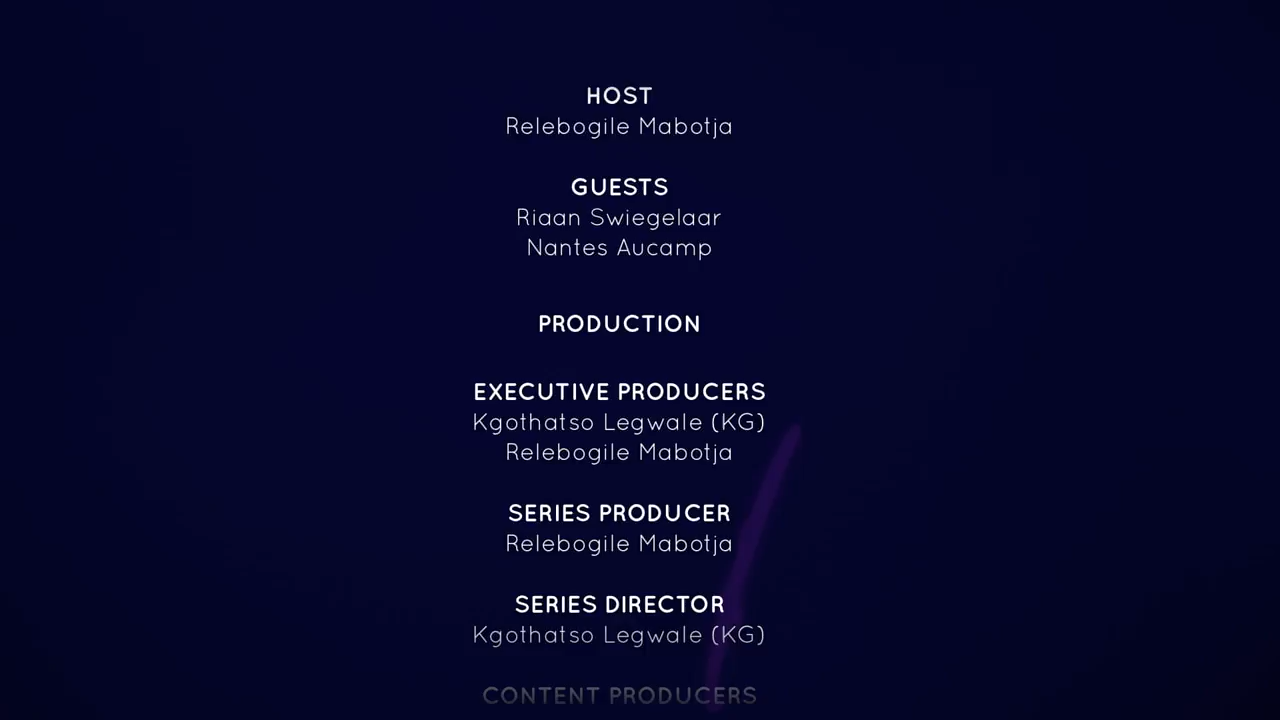 HOST
Relebogile Mabotja
GUESTS
Riaan Swiegelaar
Nantes Aucamp
PRODUCTION
EXECUTIVE PRODUCERS
Kgothatso Legwale (KG)
Relebogile Mabotja
SERIES PRODUCER
Relebogile Mabotja
SERIES DIRECTOR
Kgothatso Legwale (KG)
CONTENT PRODUCERS